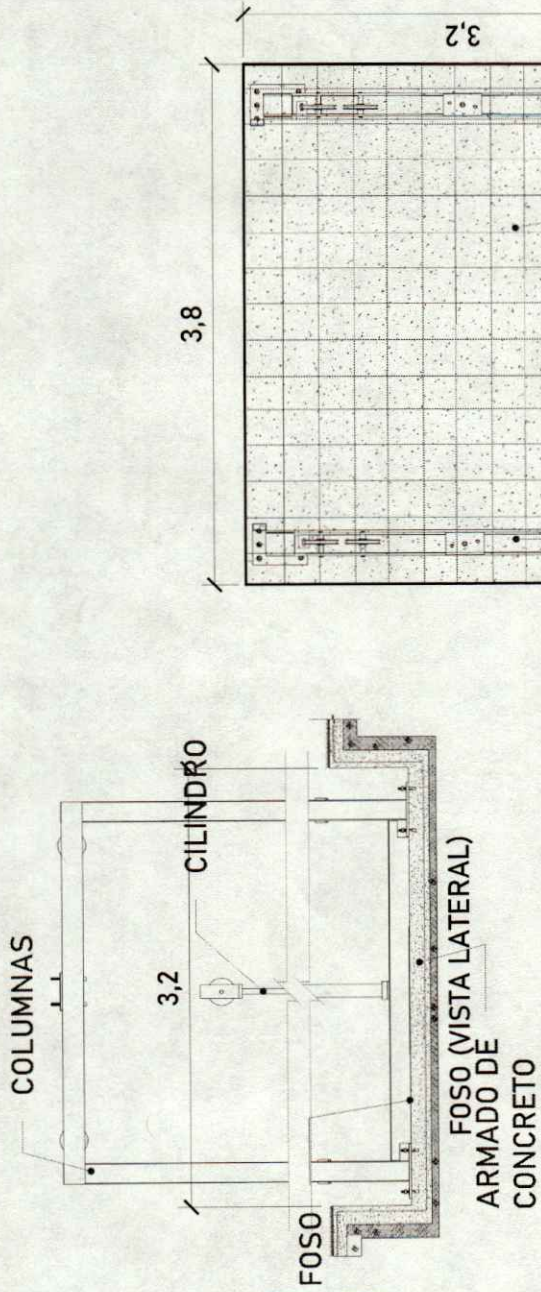 COLUMNAS
CILINDRO
3,2
FOSO
FOSO (VISTA LATERAL)
ARMADO DE
CONCRETO
3,8
3,2